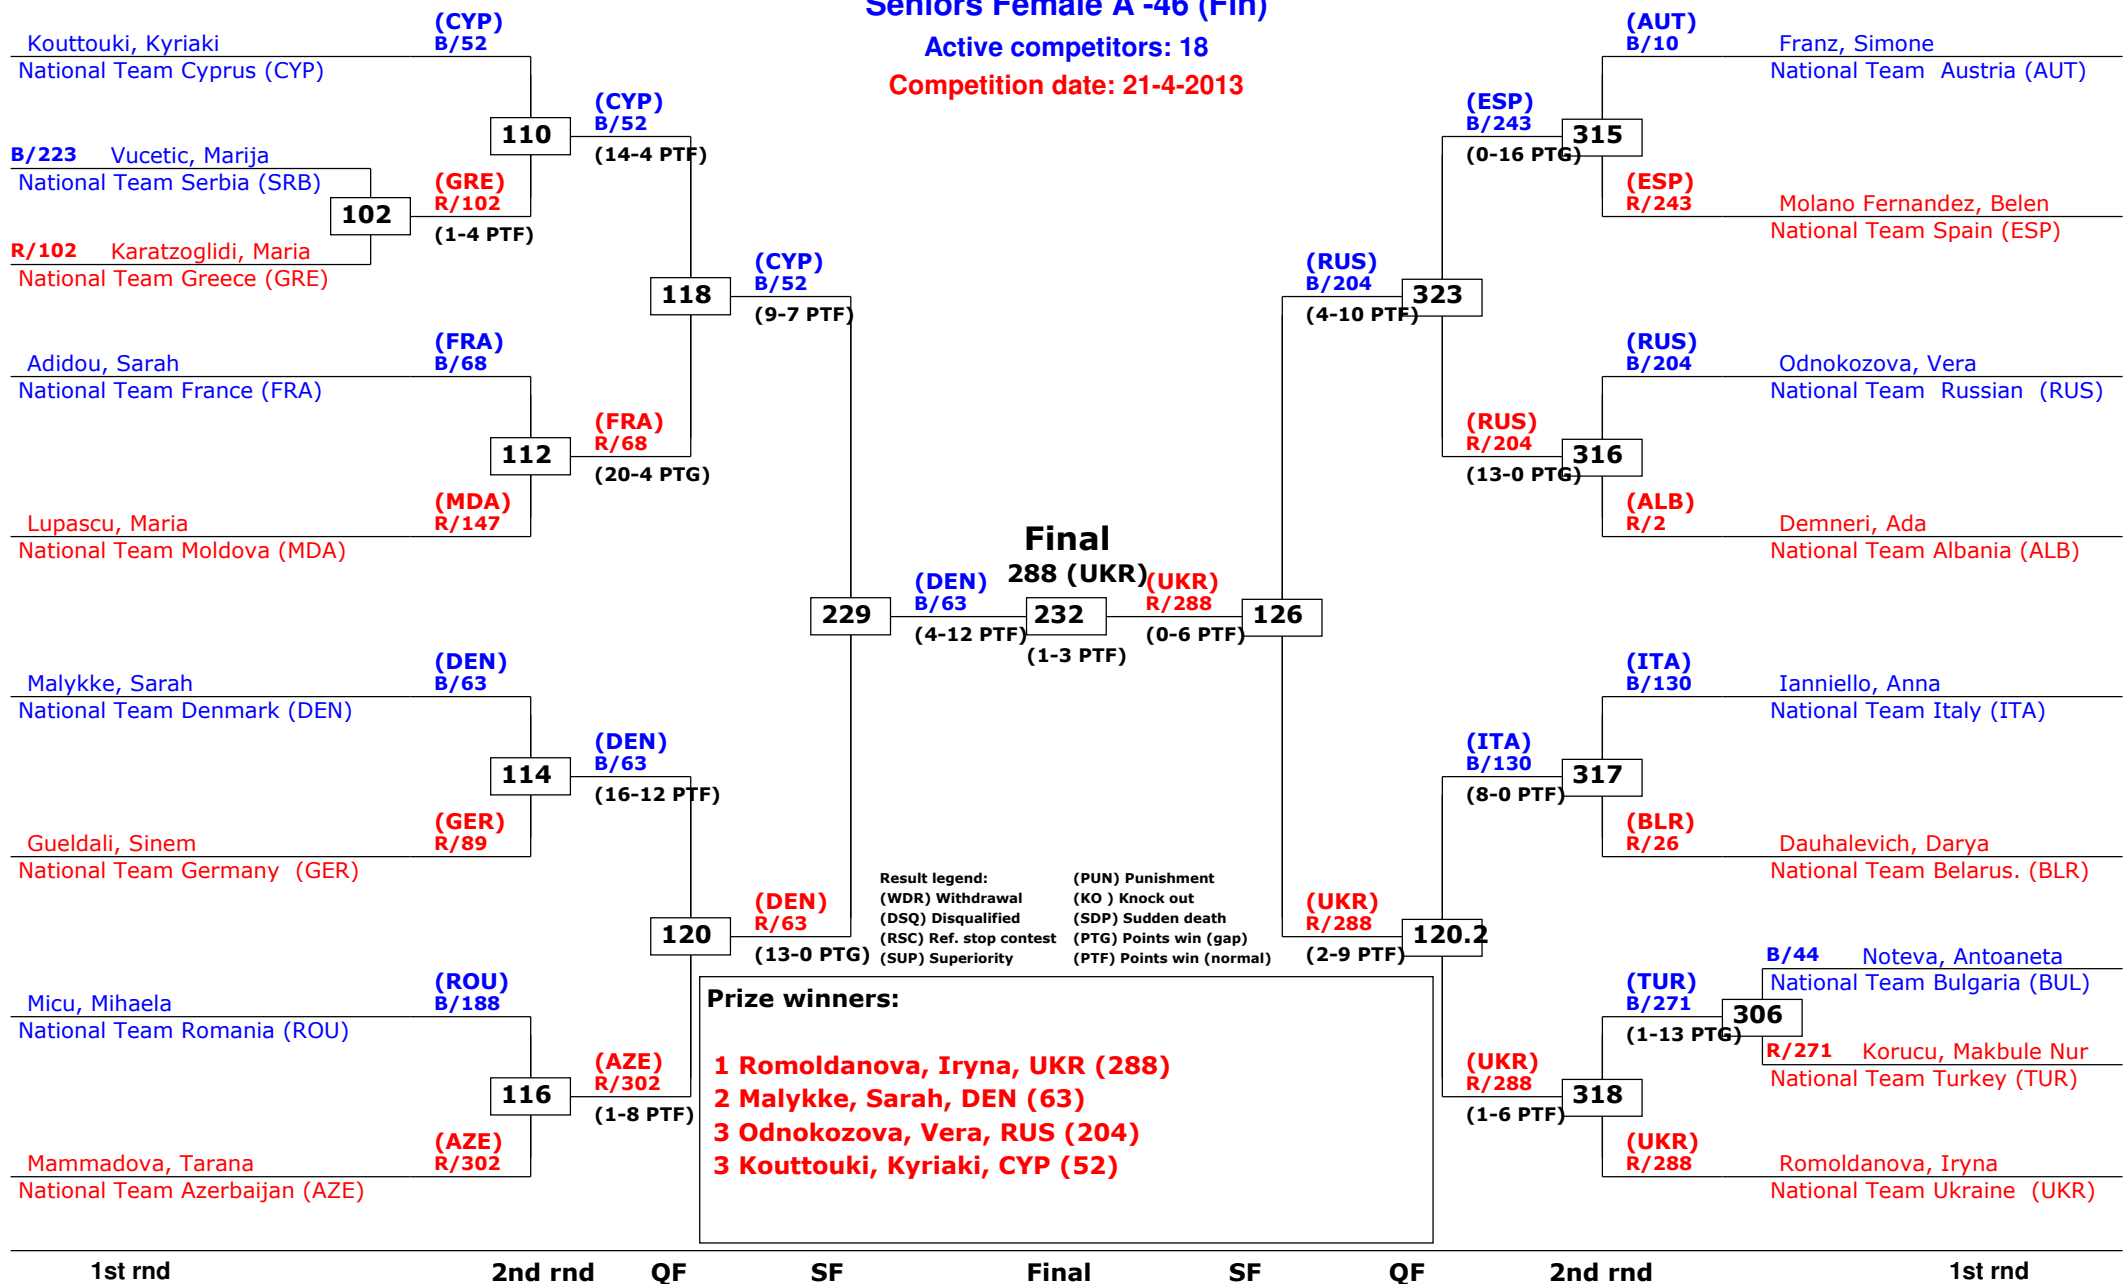 Seniors Female A -46 (Fin)
Active competitors: 18
Competition date: 21-4-2013
(CYP)
B/52
Kouttouki, Kyriaki
National Team Cyprus (CYP)
110
(CYP)
B/52
(14-4 PTF)
B/223 Vucetic, Marija
National Team Serbia (SRB)
102
(GRE)
R/102
(1-4 PTF)
R/102 Karatzoglidi, Maria
National Team Greece (GRE)
118
(CYP)
B/52
(9-7 PTF)
(FRA)
B/68
Adidou, Sarah
National Team France (FRA)
112
(FRA)
R/68
(20-4 PTG)
(MDA)
R/147
Lupascu, Maria
National Team Moldova (MDA)
229
(DEN)
B/63
(4-12 PTF)
Final
288 (UKR)
232
(1-3 PTF)
(UKR)
R/288
(0-6 PTF)
126
(DEN)
B/63
Malykke, Sarah
National Team Denmark (DEN)
114
(DEN)
B/63
(16-12 PTF)
(GER)
R/89
Gueldali, Sinem
National Team Germany (GER)
120
(DEN)
R/63
(13-0 PTG)
(ROU)
B/188
Micu, Mihaela
National Team Romania (ROU)
116
(AZE)
R/302
(1-8 PTF)
(AZE)
R/302
Mammadova, Tarana
National Team Azerbaijan (AZE)
(AUT)
B/10
Franz, Simone
National Team Austria (AUT)
315
(ESP)
B/243
(0-16 PTG)
(ESP)
R/243
Molano Fernandez, Belen
National Team Spain (ESP)
323
(RUS)
B/204
(4-10 PTF)
(RUS)
B/204
Odnokozova, Vera
National Team Russian (RUS)
316
(RUS)
R/204
(13-0 PTG)
(ALB)
R/2
Demneri, Ada
National Team Albania (ALB)
(ITA)
B/130
Ianniello, Anna
National Team Italy (ITA)
317
(ITA)
B/130
(8-0 PTF)
(BLR)
R/26
Dauhalevich, Darya
National Team Belarus. (BLR)
120.2
(UKR)
R/288
(2-9 PTF)
B/44 Noteva, Antoaneta
National Team Bulgaria (BUL)
306
(TUR)
B/271
(1-13 PTG)
R/271 Korucu, Makbule Nur
National Team Turkey (TUR)
318
(UKR)
R/288
(1-6 PTF)
(UKR)
R/288
Romoldanova, Iryna
National Team Ukraine (UKR)
Result legend:
(WDR) Withdrawal
(DSQ) Disqualified
(RSC) Ref. stop contest
(SUP) Superiority
(PUN) Punishment
(KO ) Knock out
(SDP) Sudden death
(PTG) Points win (gap)
(PTF) Points win (normal)
Prize winners:
1 Romoldanova, Iryna, UKR (288)
2 Malykke, Sarah, DEN (63)
3 Odnokozova, Vera, RUS (204)
3 Kouttouki, Kyriaki, CYP (52)
1st rnd 2nd rnd QF SF Final SF QF 2nd rnd 1st rnd